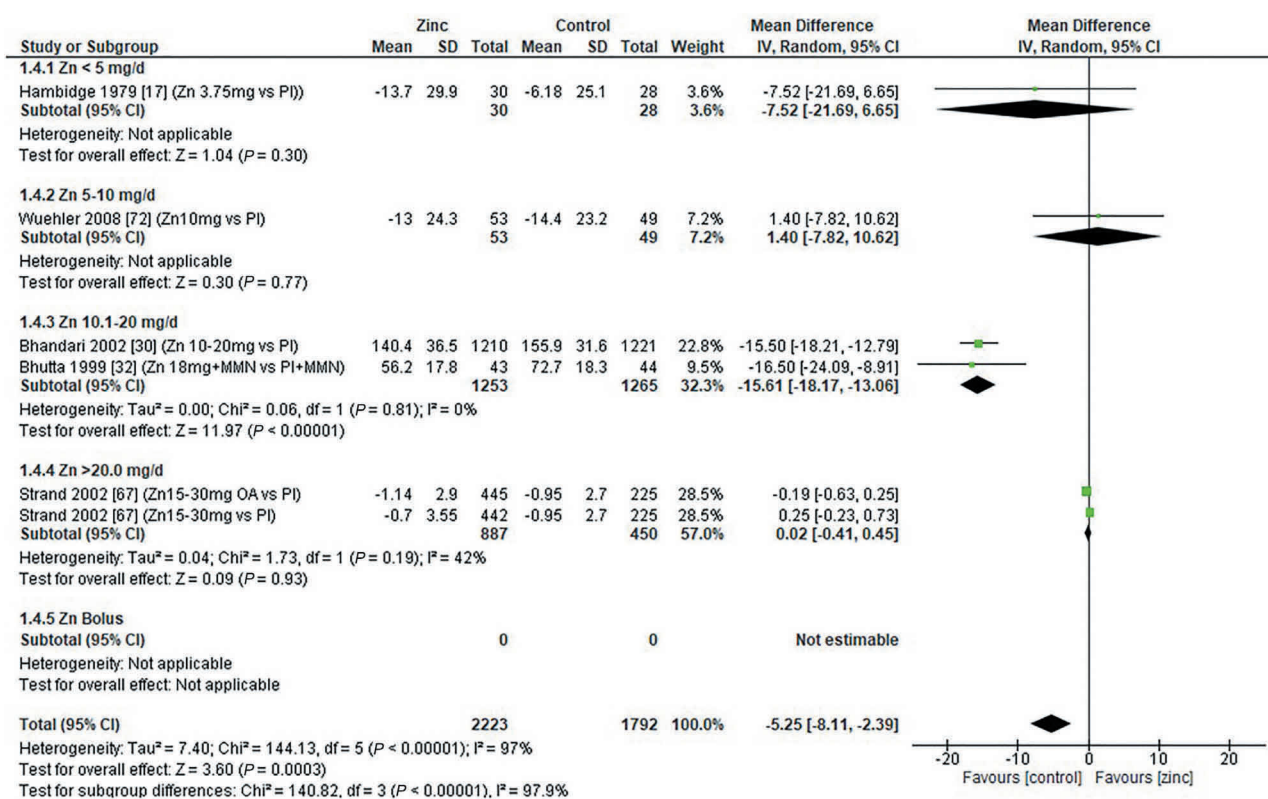 Zinc Control Mean Difference Mean Difference
Study or Subgroup Mean SD Total Mean SD Total Weight IV, Random, 95% CI IV, Random, 95% CI
1.4.1 Zn < 5 mg/d
Hambidge 1979 [17] (Zn 3.75mg vs Pl)) -13.7 29.9 30 -6.18 25.1 28 3.6% -7.52 [-21.69, 6.65]
Subtotal (95% CI) 30 28 3.6% -7.52 [-21.69, 6.65]
Heterogeneity: Not applicable
Test for overall effect: Z = 1.04 (P = 0.30)
1.4.2 Zn 5-10 mg/d
Wuehler 2008 [72] (Zn10mg vs Pl) -13 24.3 53 -14.4 23.2 49 7.2% 1.40 [-7.82, 10.62]
Subtotal (95% CI) 53 49 7.2% 1.40 [-7.82, 10.62]
Heterogeneity: Not applicable
Test for overall effect: Z = 0.30 (P = 0.77)
1.4.3 Zn 10.1-20 mg/d
Bhandari 2002 [30] (Zn 10-20mg vs Pl) 140.4 36.5 1210 155.9 31.6 1221 22.8% -15.50 [-18.21, -12.79]
Bhutta 1999 [32] (Zn 18mg+MMN vs Pl+MMN) 56.2 17.8 43 72.7 18.3 44 9.5% -16.50 [-24.09, -8.91]
Subtotal (95% CI) 1253 1265 32.3% -15.61 [-18.17, -13.06]
Heterogeneity: Tau² = 0.00; Chi² = 0.06, df = 1 (P = 0.81); I² = 0%
Test for overall effect: Z = 11.97 (P < 0.00001)
1.4.4 Zn >20.0 mg/d
Strand 2002 [67] (Zn15-30mg OA vs Pl) -1.14 2.9 445 -0.95 2.7 225 28.5% -0.19 [-0.63, 0.25]
Strand 2002 [67] (Zn15-30mg vs Pl) -0.7 3.55 442 -0.95 2.7 225 28.5% 0.25 [-0.23, 0.73]
Subtotal (95% CI) 887 450 57.0% 0.02 [-0.41, 0.45]
Heterogeneity: Tau² = 0.04; Chi² = 1.73, df = 1 (P = 0.19); I² = 42%
Test for overall effect: Z = 0.09 (P = 0.93)
1.4.5 Zn Bolus
Subtotal (95% CI) 0 0 Not estimable
Heterogeneity: Not applicable
Test for overall effect: Not applicable
Total (95% CI) 2223 1792 100.0% -5.25 [-8.11, -2.39]
Heterogeneity: Tau² = 7.40; Chi² = 144.13, df = 5 (P < 0.00001); I² = 97%
Test for overall effect: Z = 3.60 (P = 0.0003)
Test for subgroup differences: Chi² = 140.82, df = 3 (P < 0.00001), I² = 97.9%
-20 -10 0 10 20
Favours [control] Favours [zinc]